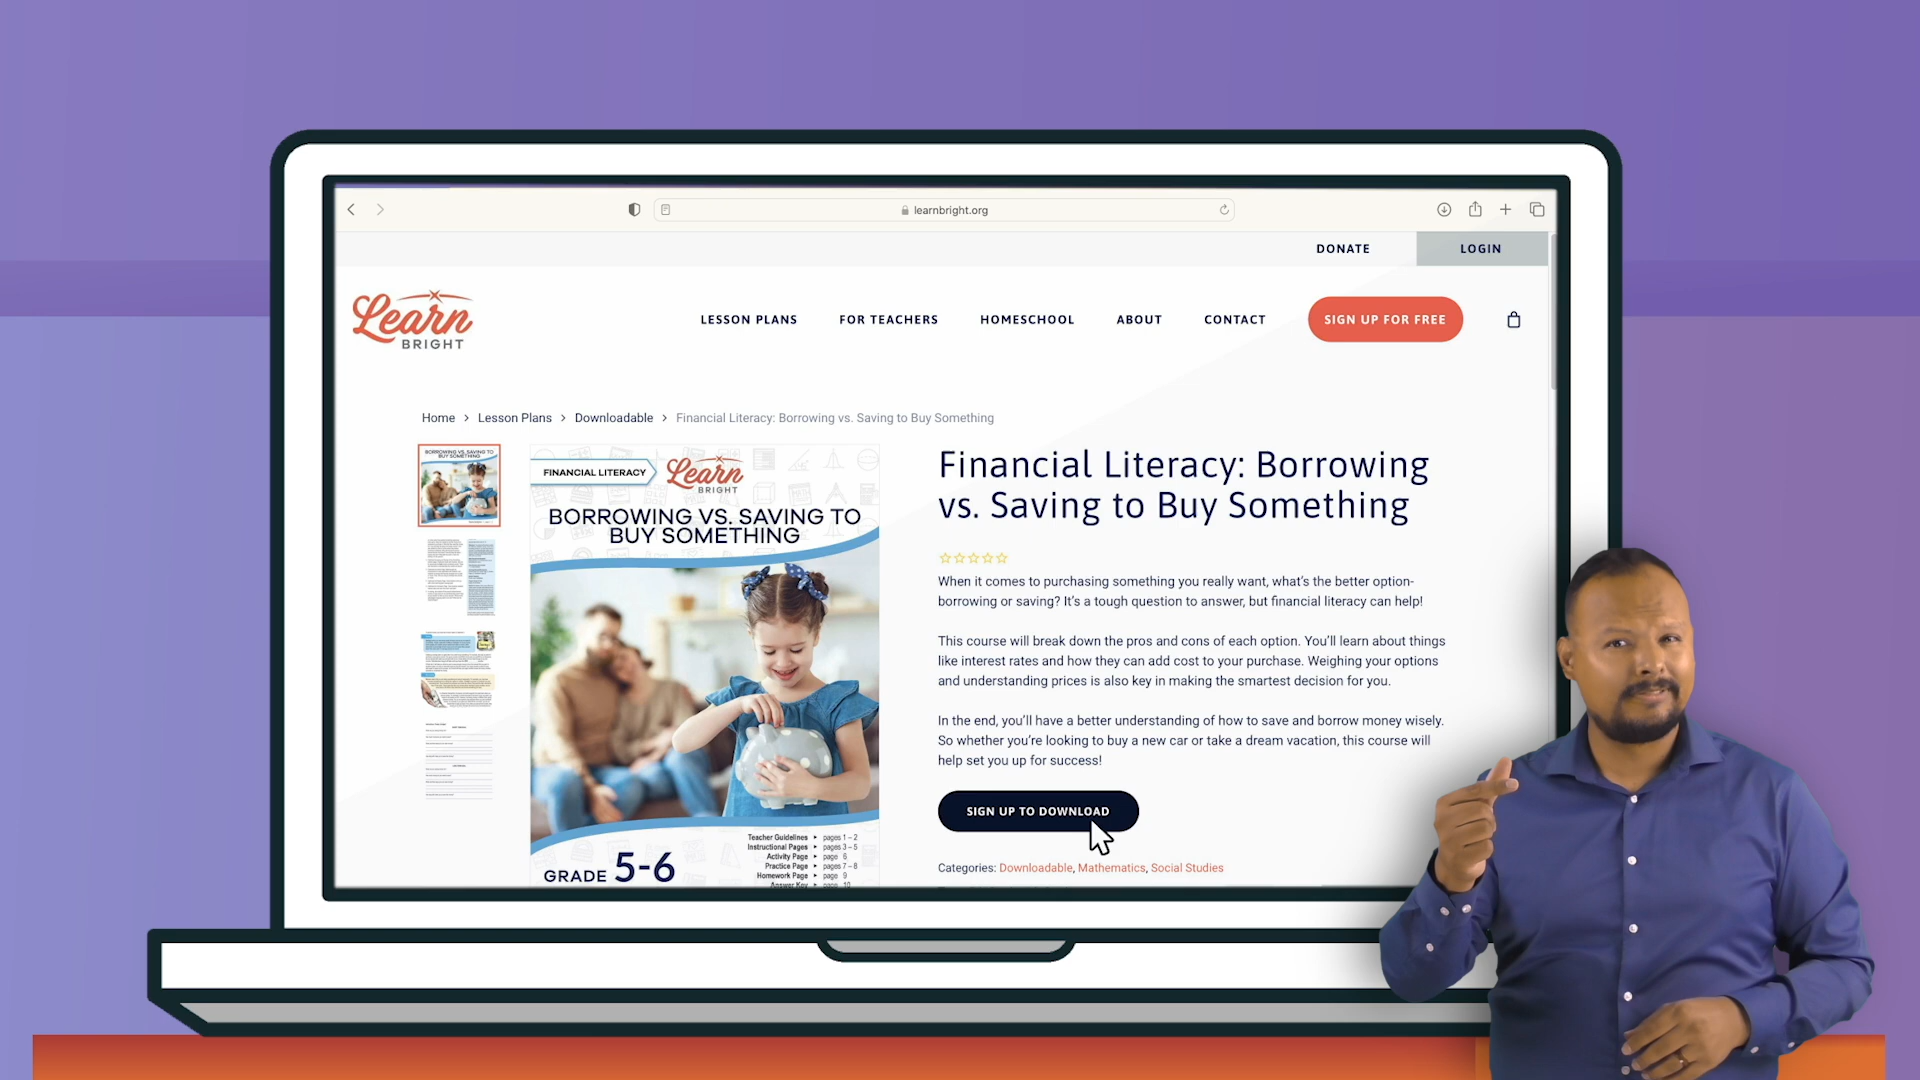 learnbright.org
DONATE
LOGIN
Learn
BRIGHT
LESSON PLANS
FOR TEACHERS
HOMESCHOOL
ABOUT
CONTACT
SIGN UP FOR FREE
Home > Lesson Plans > Downloadable > Financial Literacy: Borrowing vs. Saving to Buy Something
BORROWING VS. SAVING TO
BUY SOMETHING
FINANCIAL LITERACY
Learn
BRIGHT
BORROWING VS. SAVING TO
BUY SOMETHING
Teacher Guidelines pages 1 – 2
Instructional Pages pages 3 – 5
Activity Page page 6
Practice Page pages 7 – 8
Homework Page page 9
Answer Key page 10
GRADE 5-6
Financial Literacy: Borrowing
vs. Saving to Buy Something
When it comes to purchasing something you really want, what’s the better option-
borrowing or saving? It’s a tough question to answer, but financial literacy can help!
This course will break down the pros and cons of each option. You’ll learn about things
like interest rates and how they can add cost to your purchase. Weighing your options
and understanding prices is also key in making the smartest decision for you.
In the end, you’ll have a better understanding of how to save and borrow money wisely.
So whether you’re looking to buy a new car or take a dream vacation, this course will
help set you up for success!
SIGN UP TO DOWNLOAD
Categories: Downloadable, Mathematics, Social Studies